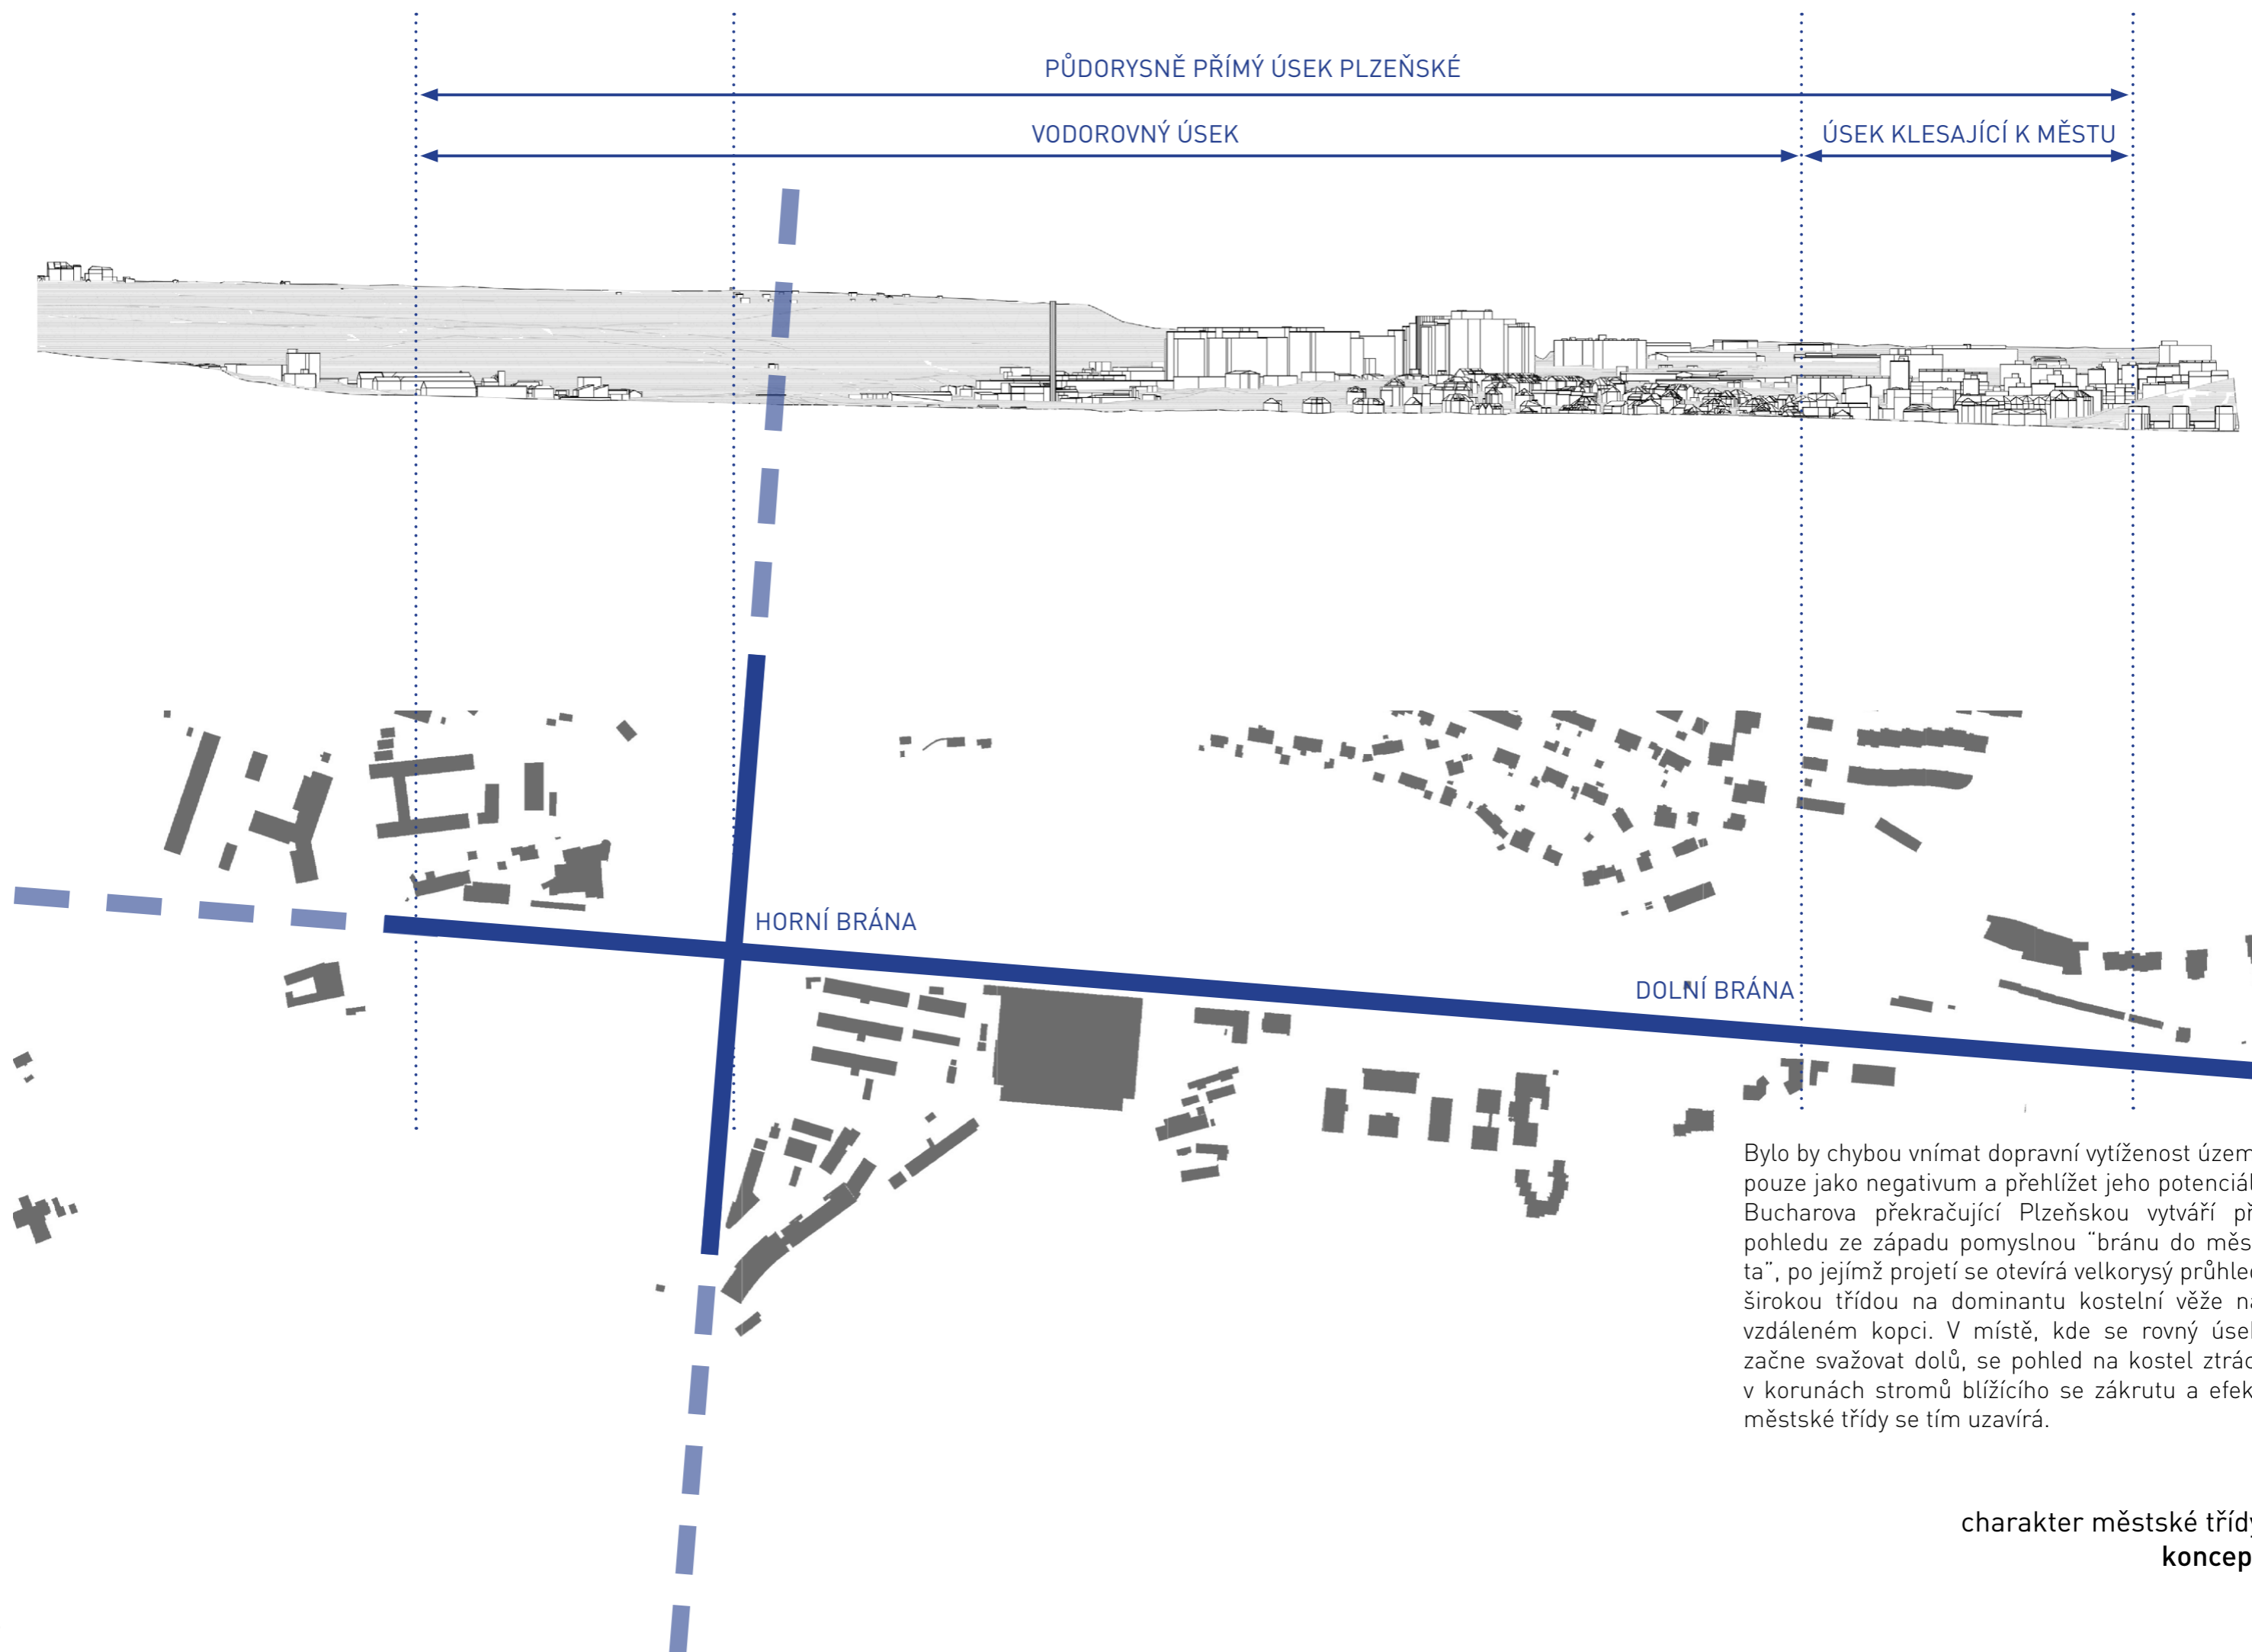 PŮDORYSNĚ PŘÍMÝ ÚSEK PLZEŇSKÉ
VODOROVNÝ ÚSEK
ÚSEK KLESAJÍCÍ K MĚSTU
HORNÍ BRÁNA
DOLNÍ BRÁNA
Bylo by chybou vnímat dopravní vytíženost územ
pouze jako negativum a přehlížet jeho potenciál
Bucharova překračující Plzeňskou vytváří př
pohledu ze západu pomyslnou “bránu do měs
ta”, po jejímž projetí se otevírá velkorysý průhled
širokou třídou na dominantu kostelní věže na
vzdáleném kopci. V místě, kde se rovný úsek
začne svažovat dolů, se pohled na kostel ztrác
v korunách stromů blížícího se zákrutu a efek
městské třídy se tím uzavírá.
charakter městské třídy
koncep